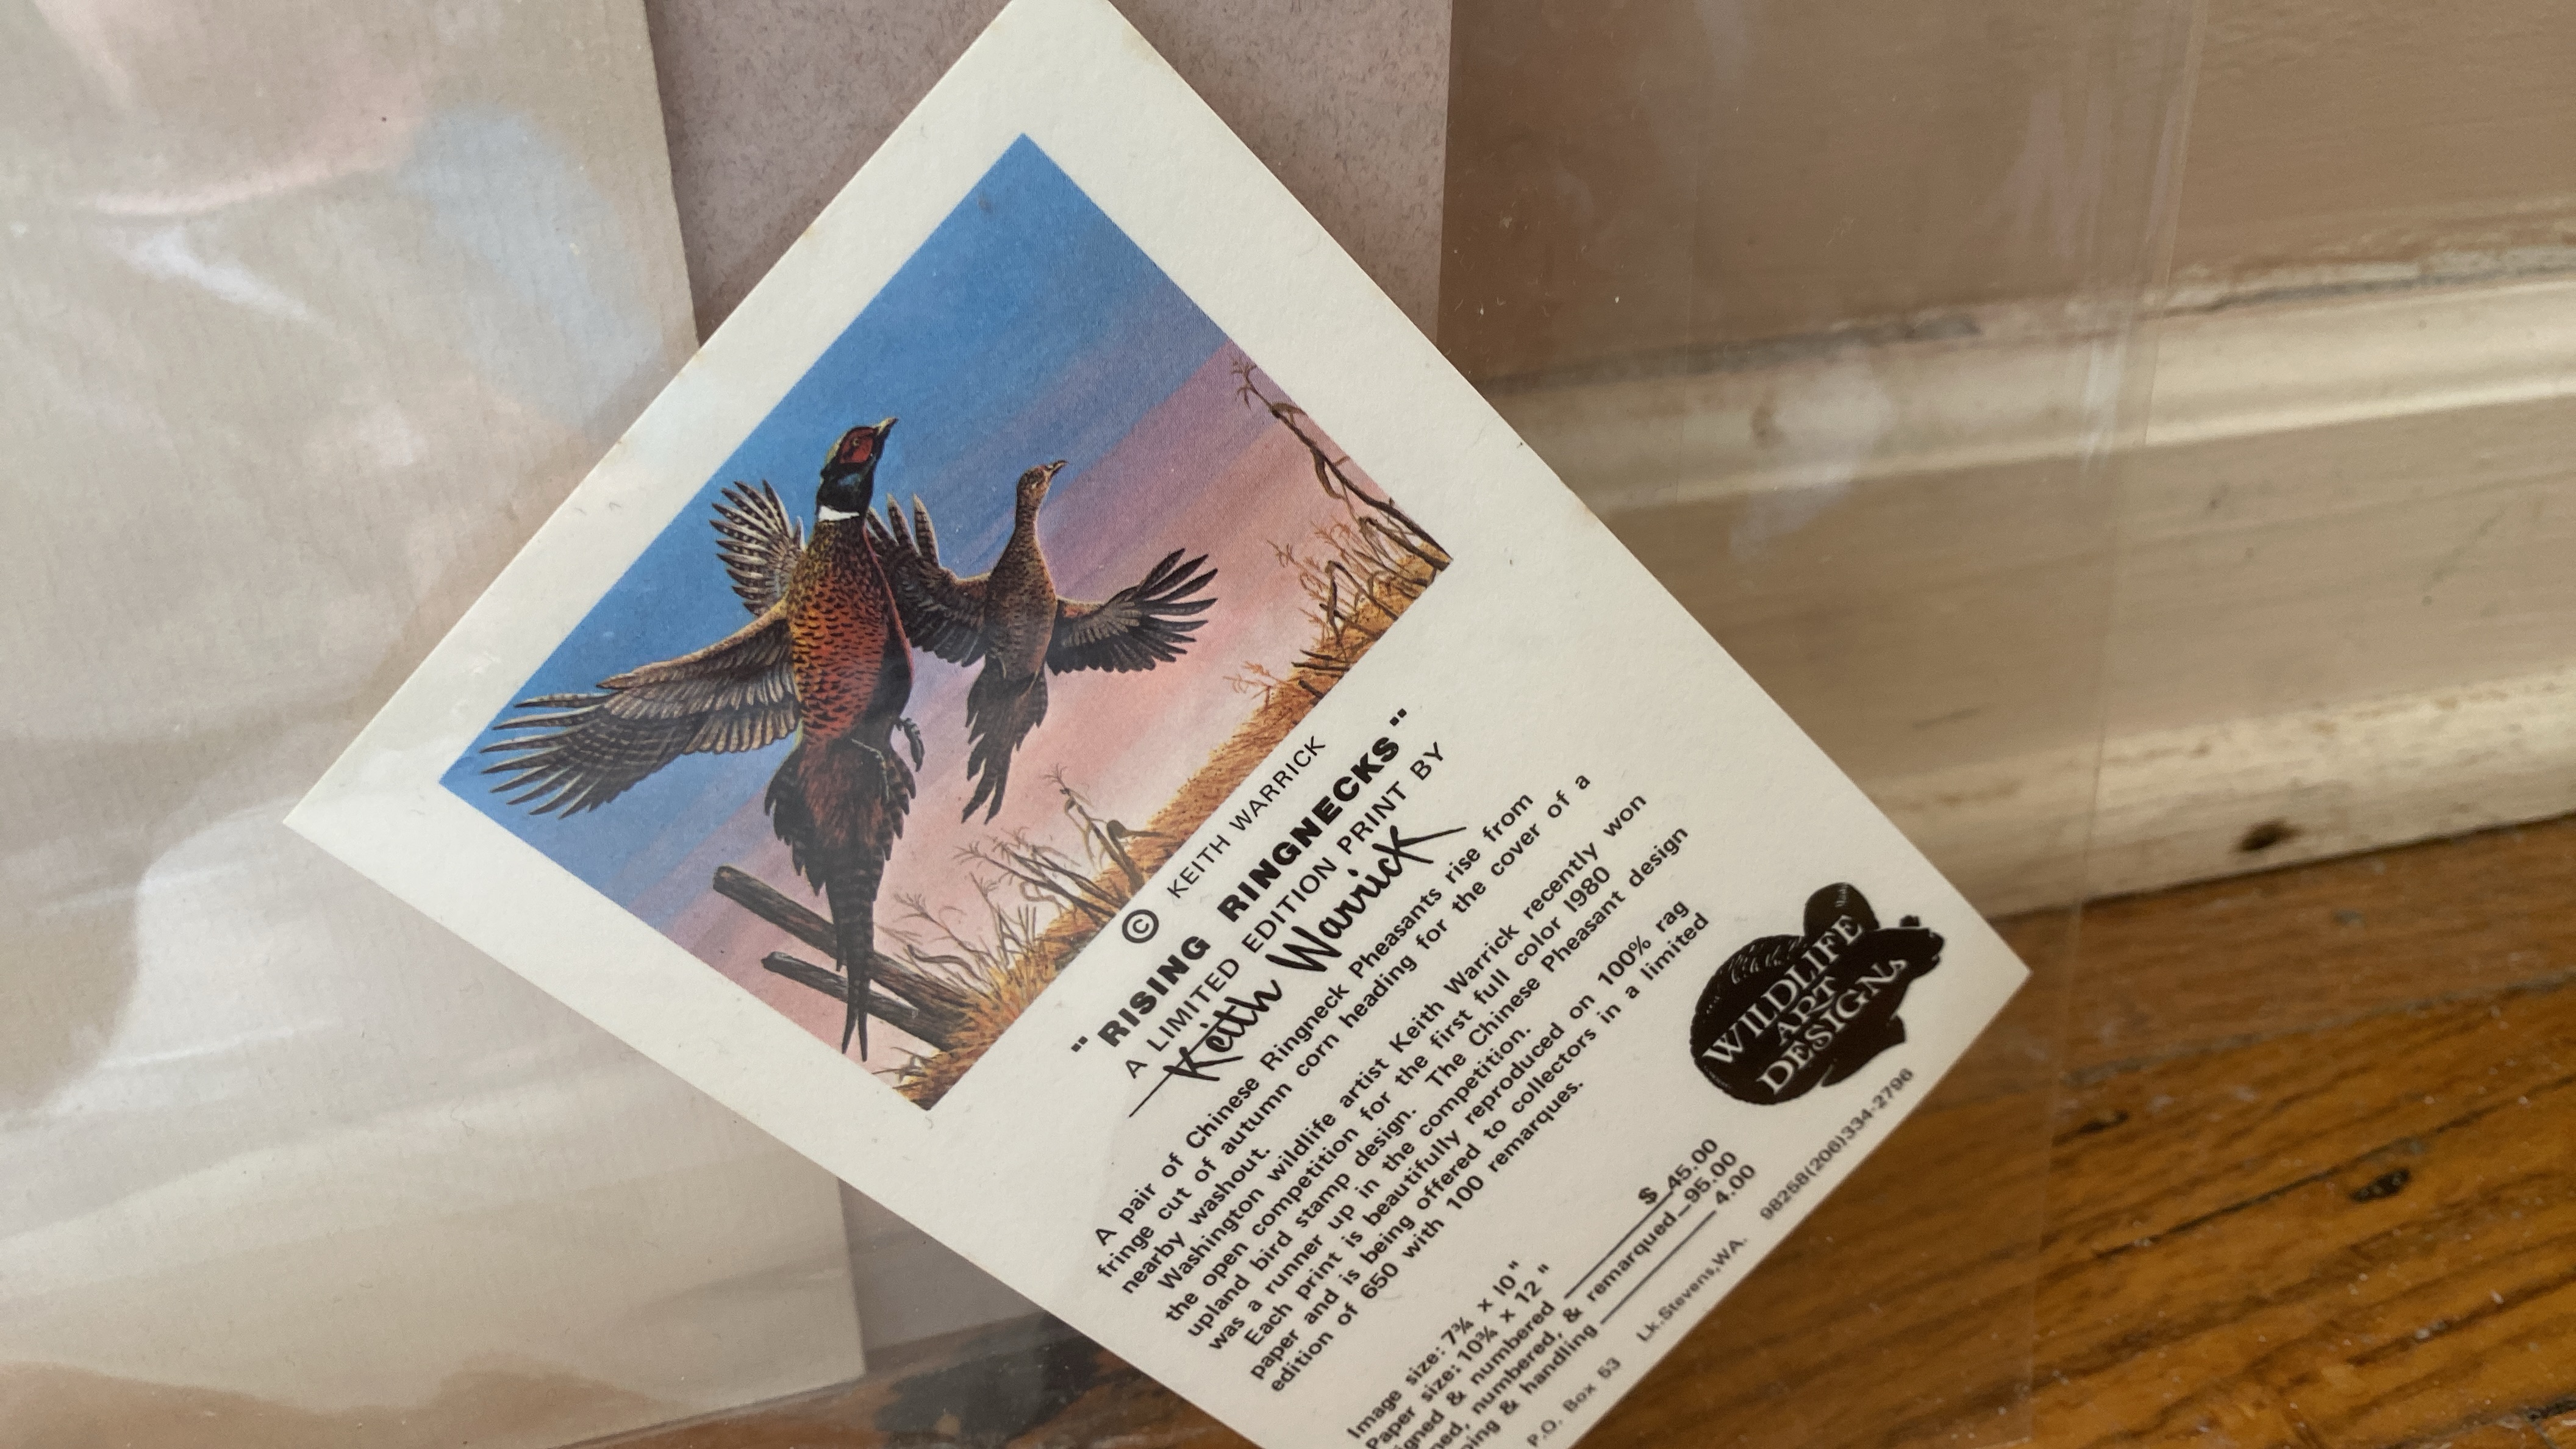 © KEITH WARRICK
"RISING RINGNECKS"
A LIMITED EDITION PRINT BY
Keith Warrick
A pair of Chinese Ringneck Pheasants rise from
fringe cut of autumn corn heading for the cover of a
nearby washout.
Washington wildlife artist Keith Warrick recently won
the open competition for the first full color 1980
upland bird stamp design. The Chinese Pheasant design
was a runner up in the competition.
Each print is beautifully reproduced on 100% rag
paper and is being offered to collectors in a limited
edition of 650 with 100 remarques.
WILDLIFE
ART
DESIGNS
Image size: 7¾ x 10"
Paper size: 10¾ x 12"
& numbered $ 45.00
numbered, & remarqued 95.00
& handling 4.00
P.O. Box 53 Lk.Stevens,WA. 98258(206)334-2796